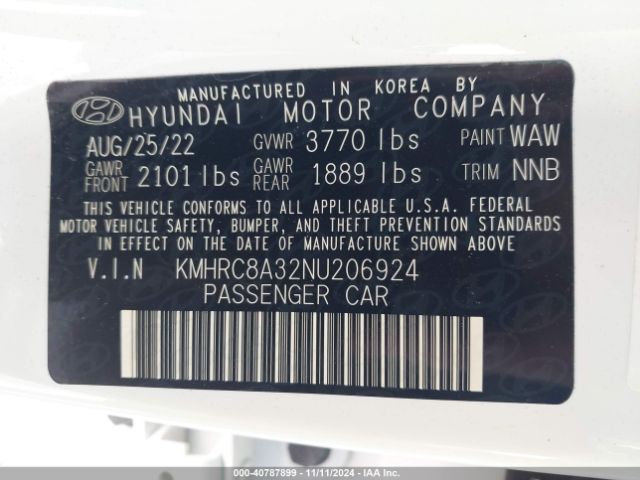 MANUFACTURED IN KOREA BY
HYUNDAI MOTOR COMPANY
AUG/25/22 GVWR 3770 lbs PAINT WAW
GAWR FRONT 2101 lbs GAWR REAR 1889 lbs TRIM NNB
THIS VEHICLE CONFORMS TO ALL APPLICABLE U.S.A. FEDERAL
MOTOR VEHICLE SAFETY, BUMPER, AND THEFT PREVENTION STANDARDS
IN EFFECT ON THE DATE OF MANUFACTURE SHOWN ABOVE
V.I.N KMHRC8A32NU206924
PASSENGER CAR
000-40787899 - 11/11/2024 - IAAI.COM